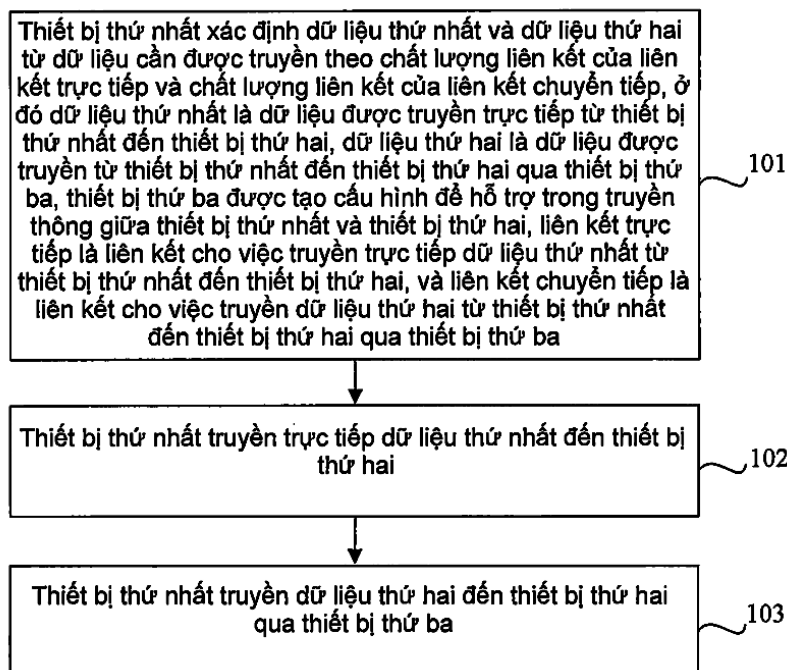 Thiết bị thứ nhất xác định dữ liệu thứ nhất và dữ liệu thứ hai
từ dữ liệu cần được truyền theo chất lượng liên kết của liên
kết trực tiếp và chất lượng liên kết của liên kết chuyển tiếp, ở
đó dữ liệu thứ nhất là dữ liệu được truyền trực tiếp từ thiết bị
thứ nhất đến thiết bị thứ hai, dữ liệu thứ hai là dữ liệu được
truyền từ thiết bị thứ nhất đến thiết bị thứ hai qua thiết bị thứ
ba, thiết bị thứ ba được tạo cấu hình để hỗ trợ trong truyền
thông giữa thiết bị thứ nhất và thiết bị thứ hai, liên kết trực
tiếp là liên kết cho việc truyền trực tiếp dữ liệu thứ nhất từ
thiết bị thứ nhất đến thiết bị thứ hai, và liên kết chuyển tiếp là
liên kết cho việc truyền dữ liệu thứ hai từ thiết bị thứ nhất
đến thiết bị thứ hai qua thiết bị thứ ba
101
Thiết bị thứ nhất truyền trực tiếp dữ liệu thứ nhất đến thiết bị
thứ hai
102
Thiết bị thứ nhất truyền dữ liệu thứ hai đến thiết bị thứ hai
qua thiết bị thứ ba
103